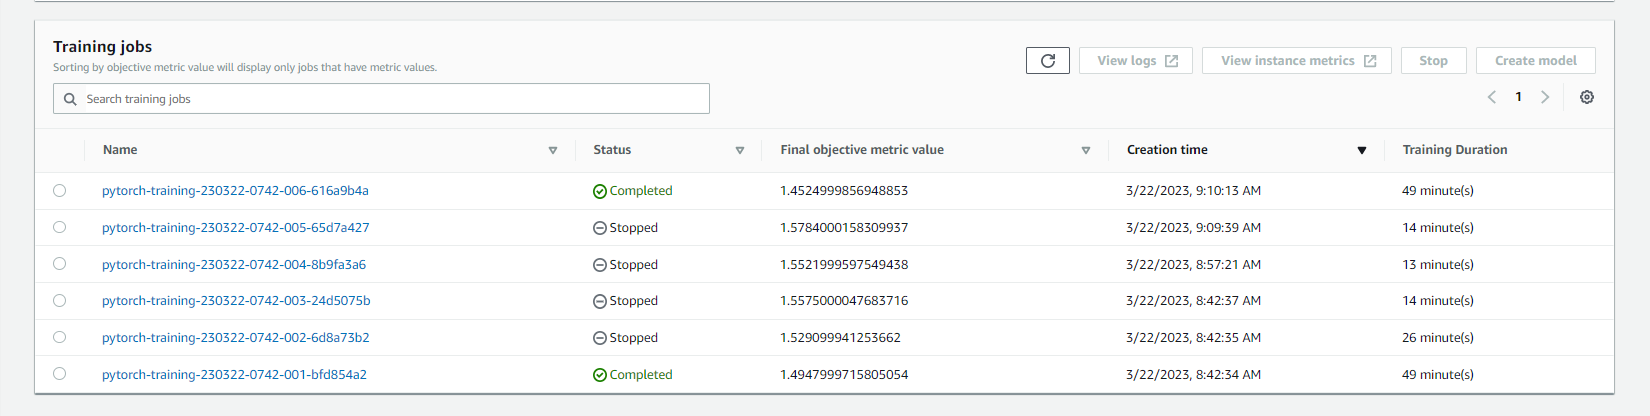 Training jobs
Sorting by objective metric value will display only jobs that have metric values.
View logs View instance metrics Stop Create model
Search training jobs
1
Name Status Final objective metric value Creation time Training Duration
pytorch-training-230322-0742-006-616a9b4a Completed 1.4524999856948853 3/22/2023, 9:10:13 AM 49 minute(s)
pytorch-training-230322-0742-005-65d7a427 Stopped 1.5784000158309937 3/22/2023, 9:09:39 AM 14 minute(s)
pytorch-training-230322-0742-004-8b9fa3a6 Stopped 1.5521999597549438 3/22/2023, 8:57:21 AM 13 minute(s)
pytorch-training-230322-0742-003-24d5075b Stopped 1.5575000047683716 3/22/2023, 8:42:37 AM 14 minute(s)
pytorch-training-230322-0742-002-6d8a73b2 Stopped 1.529099941253662 3/22/2023, 8:42:35 AM 26 minute(s)
pytorch-training-230322-0742-001-bfd854a2 Completed 1.4947999715805054 3/22/2023, 8:42:34 AM 49 minute(s)